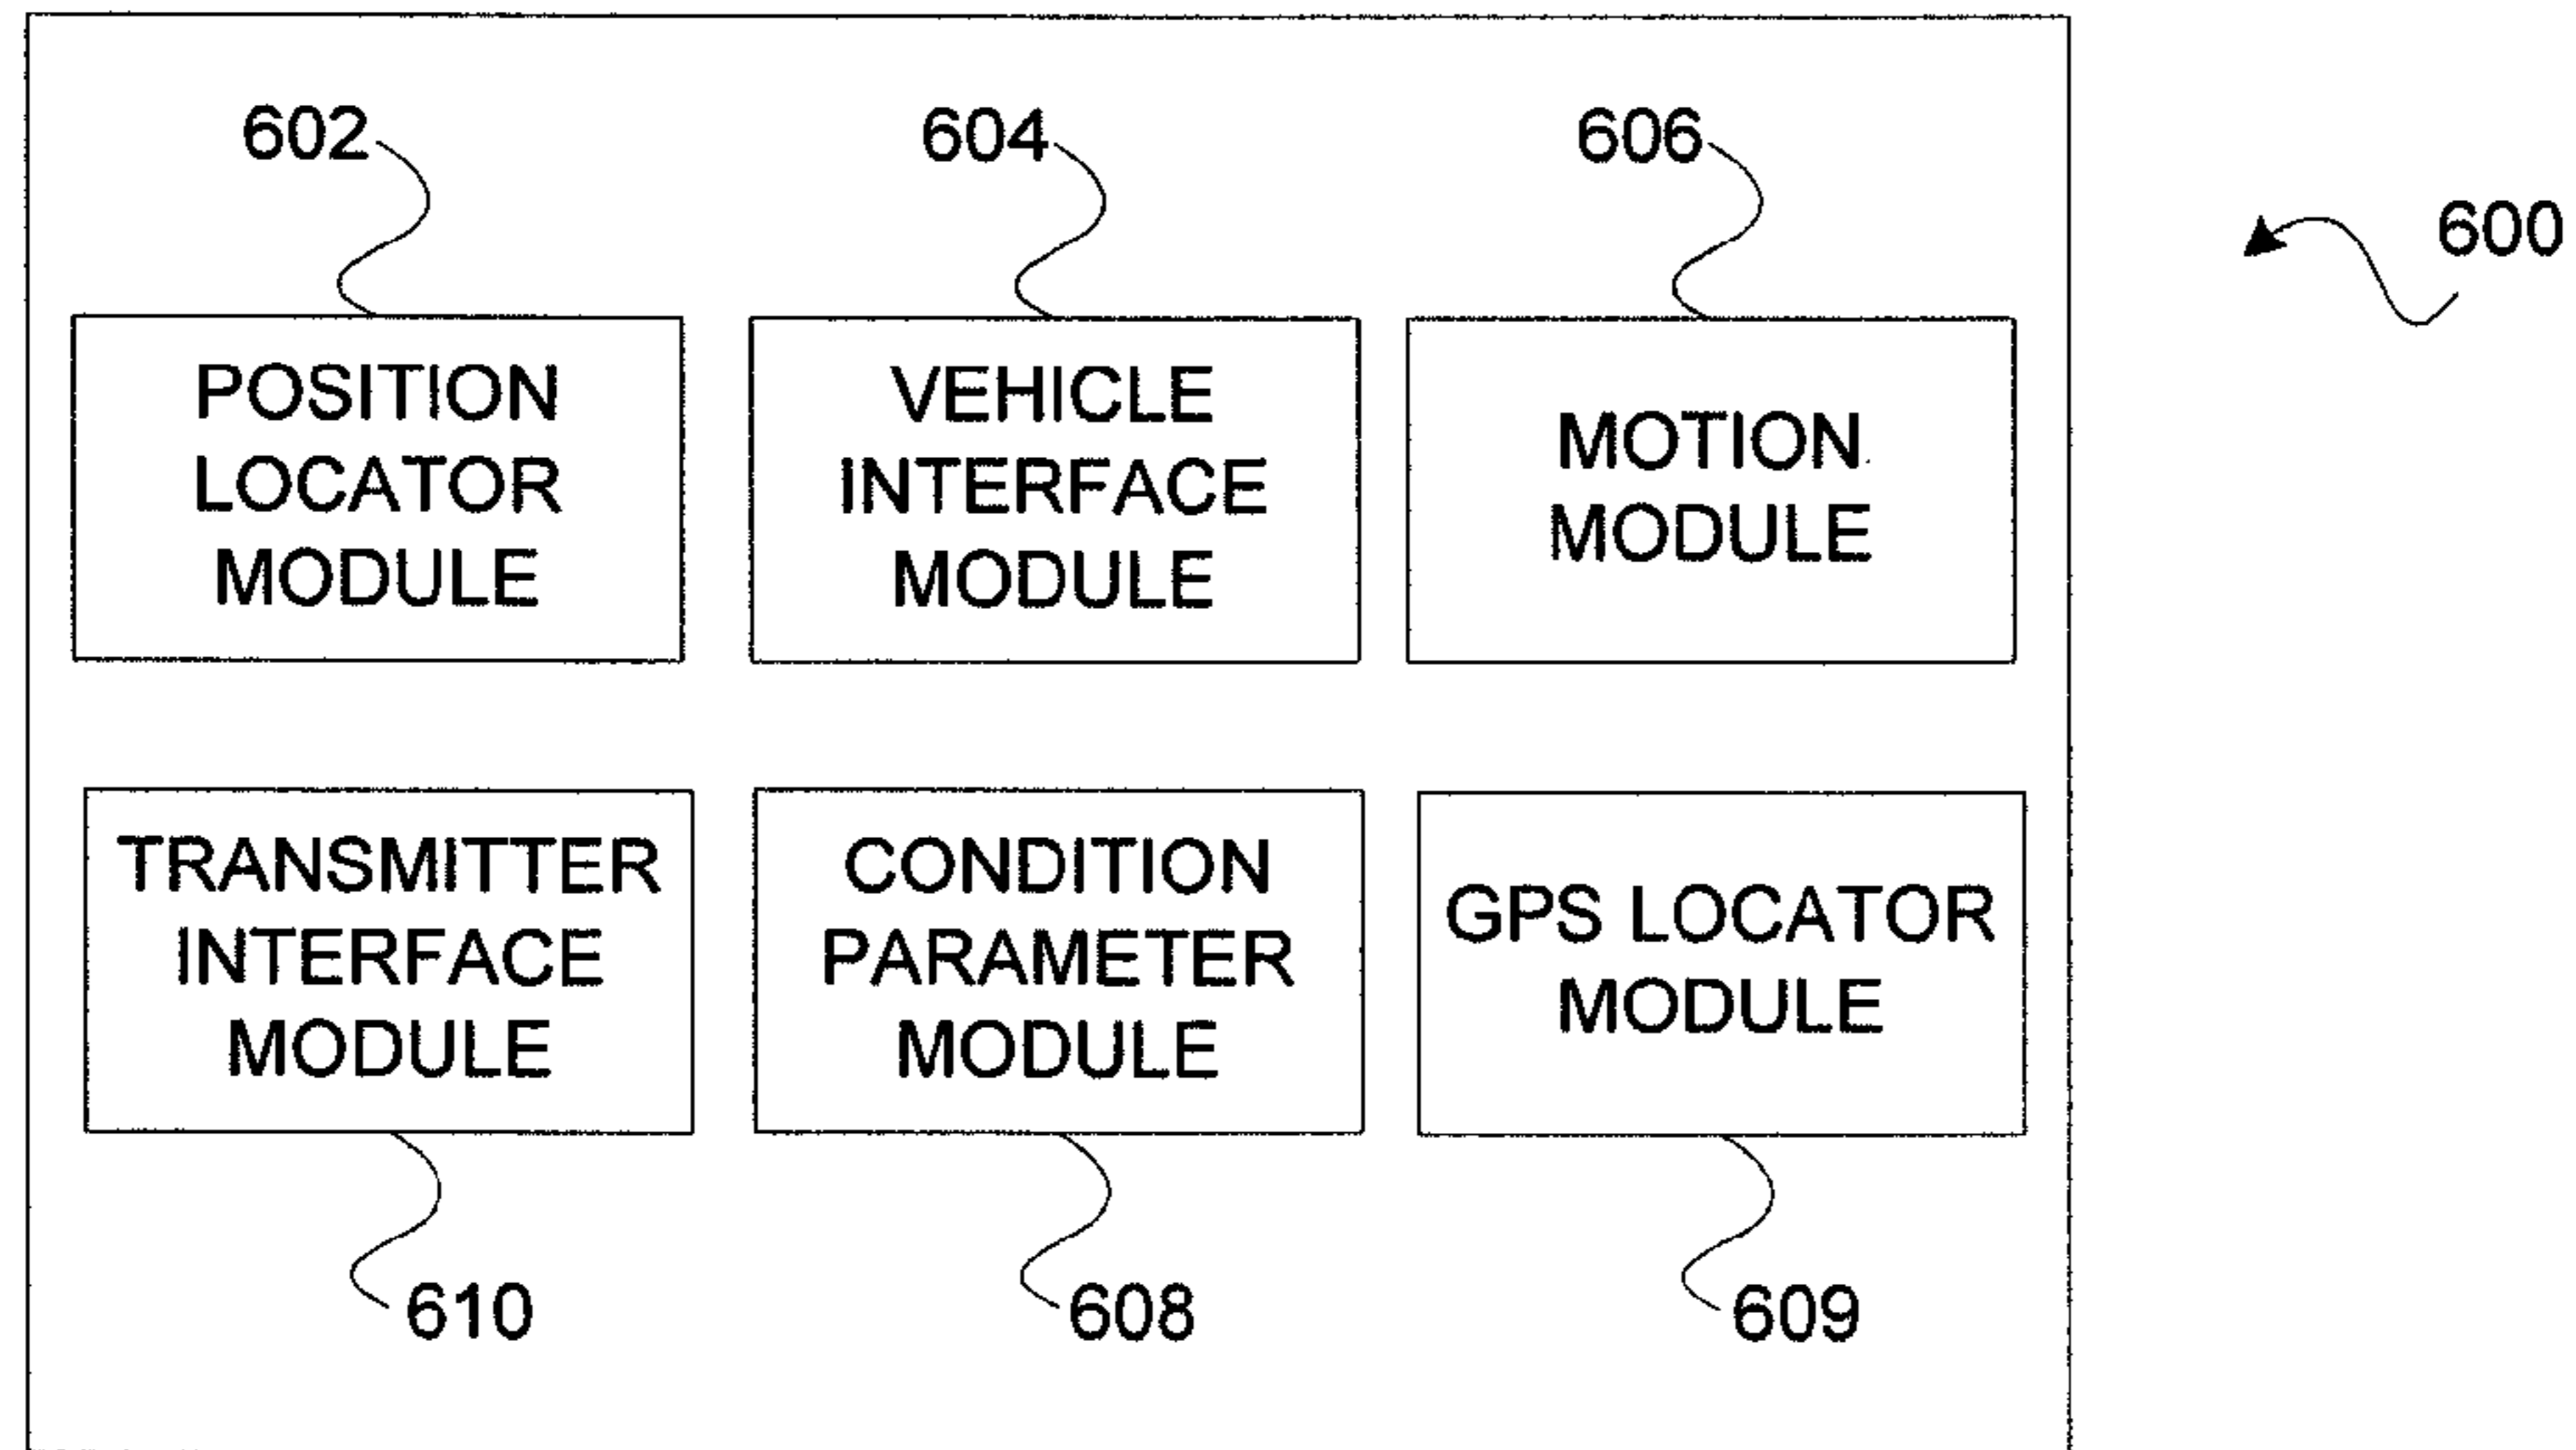 602
604
606
600
POSITION
LOCATOR
MODULE
VEHICLE
INTERFACE
MODULE
MOTION
MODULE
TRANSMITTER
INTERFACE
MODULE
CONDITION
PARAMETER
MODULE
GPS LOCATOR
MODULE
610
608
609